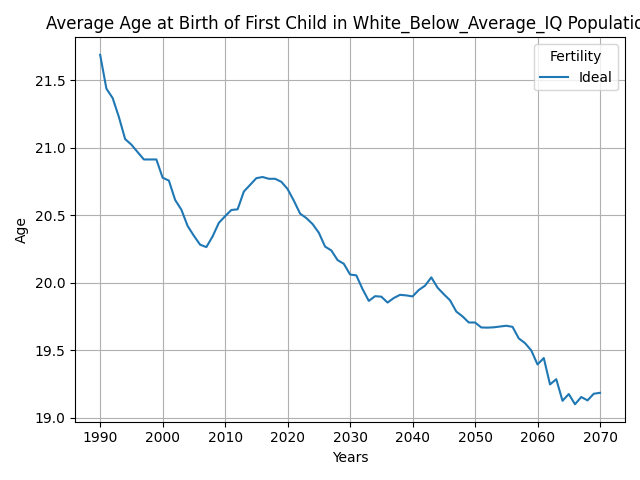 Average Age at Birth of First Child in White_Below_Average_IQ Populatio
Fertility
Ideal
Age
21.5
21.0
20.5
20.0
19.5
19.0
1990 2000 2010 2020 2030 2040 2050 2060 2070
Years